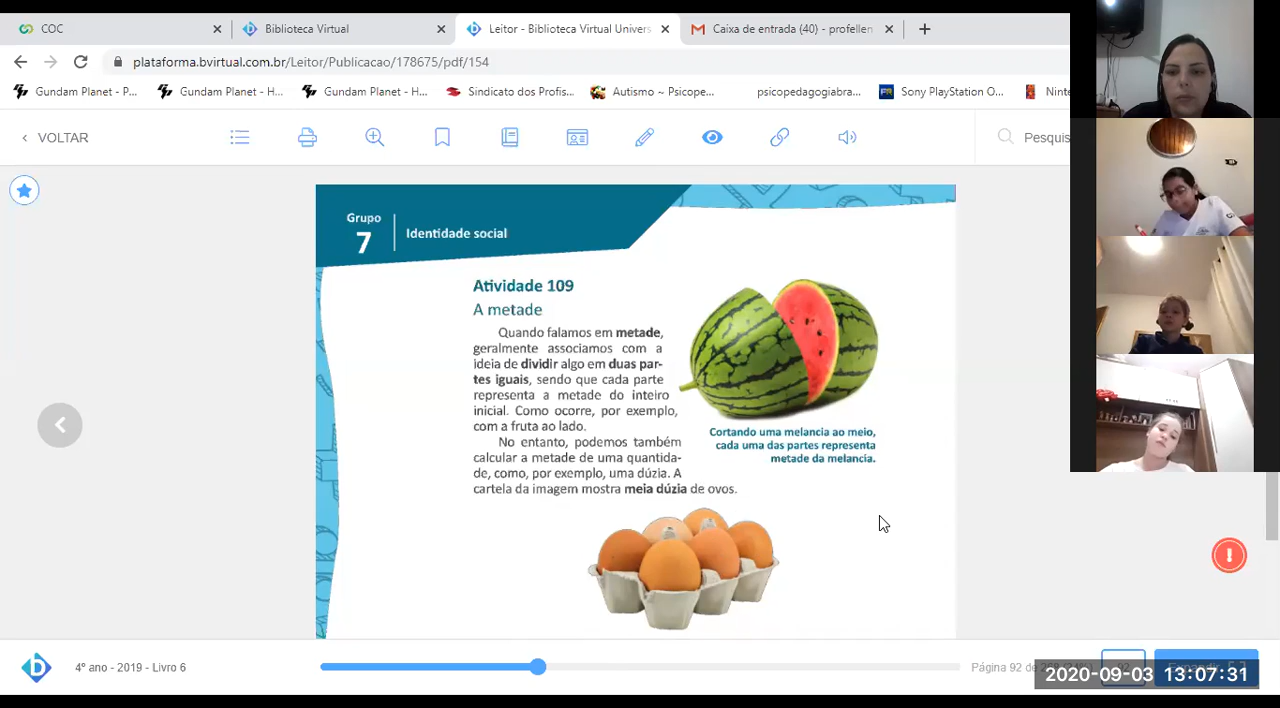 COC
Biblioteca Virtual
Leitor - Biblioteca Virtual Univers
Caixa de entrada (40) - profeller
plataforma.bvirtual.com.br/Leitor/Publicacao/178675/pdf/154
Gundam Planet - P...
Gundam Planet - H...
Gundam Planet - H...
Sindicato dos Profis...
Autismo ~ Psicope...
psicopedagogiabra...
Sony PlayStation O...
Ninte
VOLTAR
Pesquis
Grupo
7
Identidade social
Atividade 109
A metade
Quando falamos em metade,
geralmente associamos com a
ideia de dividir algo em duas par-
tes iguais, sendo que cada parte
representa a metade do inteiro
inicial. Como ocorre, por exemplo,
com a fruta ao lado.
No entanto, podemos também
calcular a metade de uma quantida-
de, como, por exemplo, uma dúzia. A
cartela da imagem mostra meia dúzia de ovos.
Cortando uma melancia ao meio,
cada uma das partes representa
metade da melancia.
4º ano - 2019 - Livro 6
Página 92 de
92
2020-09-03 13:07:31